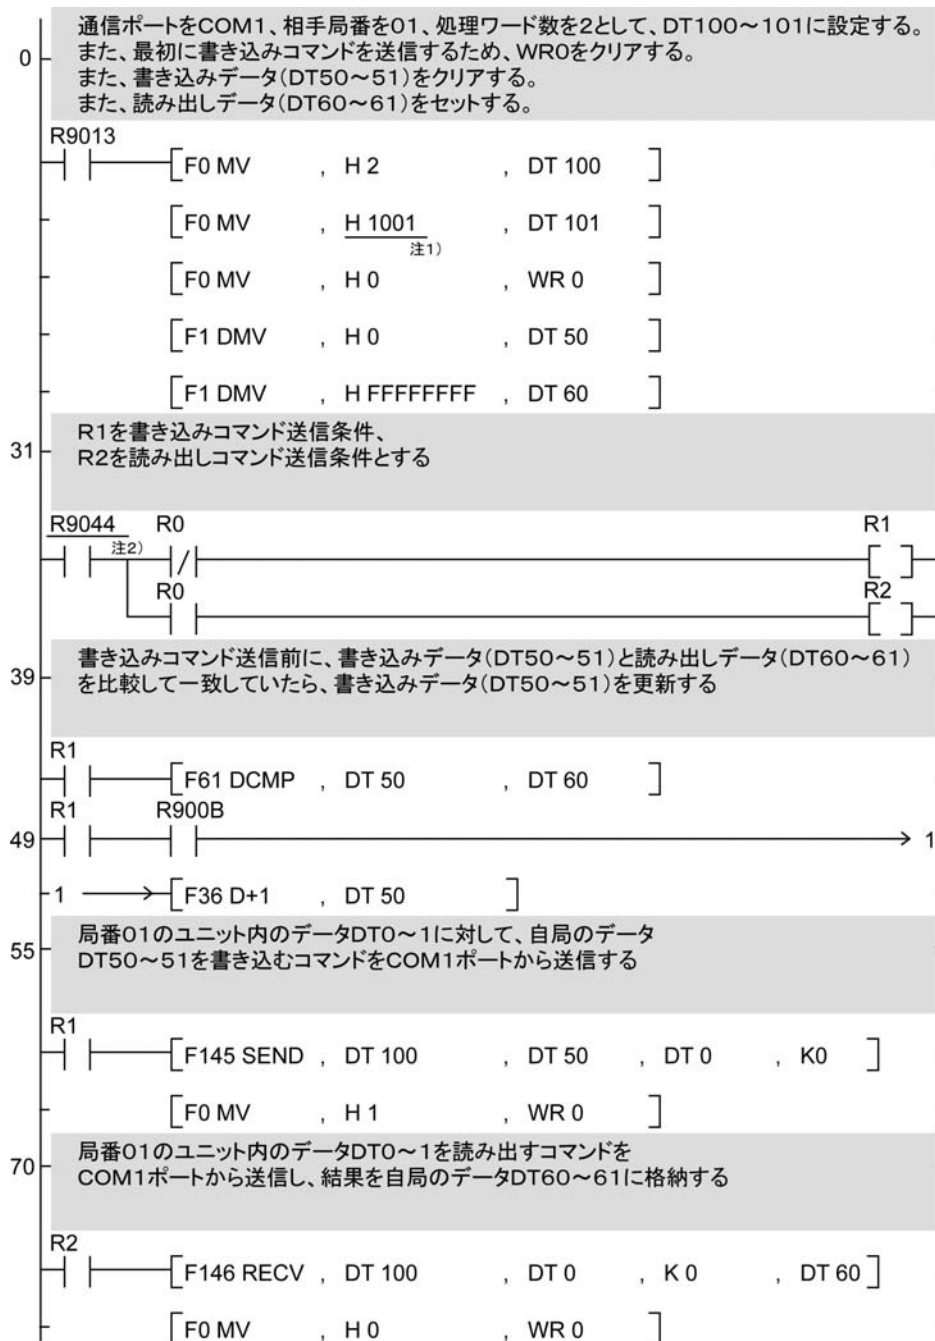 通信ポートをCOM1、相手局番を01、処理ワード数を2として、DT100～101に設定する。
0 また、最初に書き込みコマンドを送信するため、WR0をクリアする。
また、書き込みデータ(DT50～51)をクリアする。
また、読み出しデータ(DT60～61)をセットする。
R9013
[F0 MV , H 2 , DT 100 ]
[F0 MV , H 1001 , DT 101 ]
注1)
[F0 MV , H 0 , WR 0 ]
[F1 DMV , H 0 , DT 50 ]
[F1 DMV , H FFFFFFFF , DT 60 ]
R1を書き込みコマンド送信条件、
31 R2を読み出しコマンド送信条件とする
R9044 R0 R1
注2)
R0 R2
書き込みコマンド送信前に、書き込みデータ(DT50～51)と読み出しデータ(DT60～61)
39 を比較して一致していたら、書き込みデータ(DT50～51)を更新する
R1
[F61 DCMP , DT 50 , DT 60 ]
R1 R900B
49 1
1 [F36 D+1 , DT 50 ]
局番01のユニット内のデータDT0～1に対して、自局のデータ
55 DT50～51を書き込むコマンドをCOM1ポートから送信する
R1
[F145 SEND , DT 100 , DT 50 , DT 0 , K0 ]
[F0 MV , H 1 , WR 0 ]
局番01のユニット内のデータDT0～1を読み出すコマンドを
70 COM1ポートから送信し、結果を自局のデータDT60～61に格納する
R2
[F146 RECV , DT 100 , DT 0 , K 0 , DT 60 ]
[F0 MV , H 0 , WR 0 ]